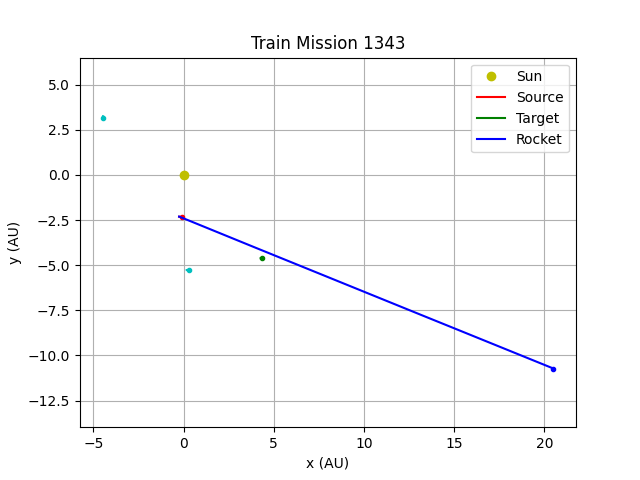 Train Mission 1343
Sun
Source
Target
Rocket
5.0
2.5
0.0
−2.5
−5.0
−7.5
−10.0
−12.5
y (AU)
−5
0
5
10
15
20
x (AU)